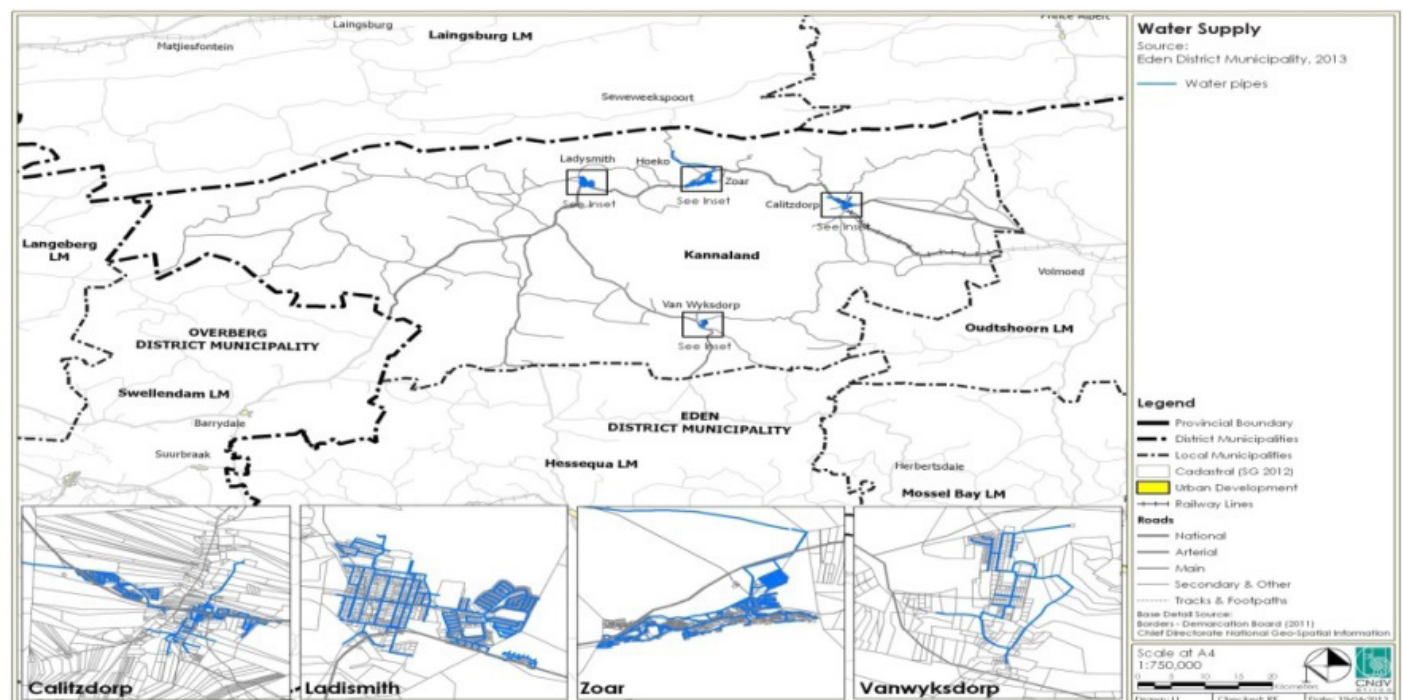 Laingsburg
Matjiesfontein
Laingsburg LM
Prince Albert
Seweweekspoort
Ladysmith
Hoeko
Zoar
See Inset
See Inset
Calitzdorp
See Inset
Langeberg
LM
Kannaland
Volmoed
Van Wyksdorp
See Inset
OVERBERG
DISTRICT MUNICIPALITY
Oudtshoorn LM
Swellendam LM
Barrydale
EDEN
DISTRICT MUNICIPALITY
Suurbraak
Hessequa LM
Herbertsdale
Mossel Bay LM
Calitzdorp
Ladismith
Zoar
Vanwyksdorp
Water Supply
Source:
Eden District Municipality, 2013
Water pipes
Legend
Provincial Boundary
District Municipalities
Local Municipalities
Cadastral (SG 2012)
Urban Development
Railway Lines
Roads
National
Arterial
Main
Secondary & Other
Tracks & Footpaths
Base Detail Source:
Borders - Demarcation Board (2011)
Chief Directorate National Geo-Spatial Information
Scale at A4
1:750,000
0 5 10 20
Kilometers
CNdV